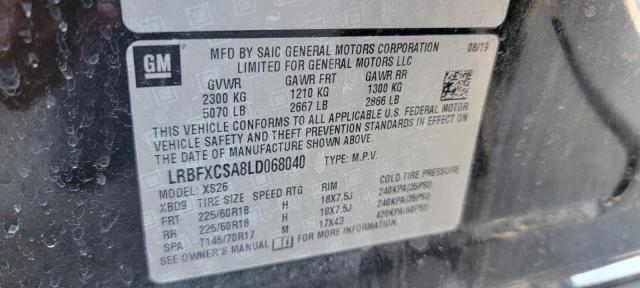 GM
MFD BY SAIC GENERAL MOTORS CORPORATION 08/19
LIMITED FOR GENERAL MOTORS LLC
GVWR GAWR FRT GAWR RR
2300 KG 1210 KG 1300 KG
5070 LB 2667 LB 2866 LB
THIS VEHICLE CONFORMS TO ALL APPLICABLE U.S. FEDERAL MOTOR
VEHICLE SAFETY AND THEFT PREVENTION STANDARDS IN EFFECT ON
THE DATE OF MANUFACTURE SHOWN ABOVE.
LRBFXCSA8LD068040 TYPE: M.P.V.
MODEL: XS26
XBD9 TIRE SIZE SPEED RTG RIM
FRT 225/60R18 H 18X7.5J 240KPA(35PSI)
RR 225/60R18 H 18X7.5J 240KPA(35PSI)
SPA T145/70R17 M 17X43 420KPA(60PSI)
SEE OWNER'S MANUAL FOR MORE INFORMATION.